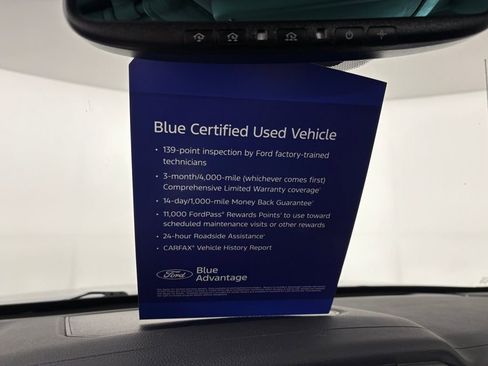 Blue Certified Used Vehicle
• 139-point inspection by Ford factory-trained
technicians
• 3-month/4,000-mile (whichever comes first)
Comprehensive Limited Warranty coverage*
• 14-day/1,000-mile Money Back Guarantee*
• 11,000 FordPass® Rewards Points* to use toward
scheduled maintenance visits or other rewards
• 24-hour Roadside Assistance*
• CARFAX® Vehicle History Report
Ford
Blue
Advantage